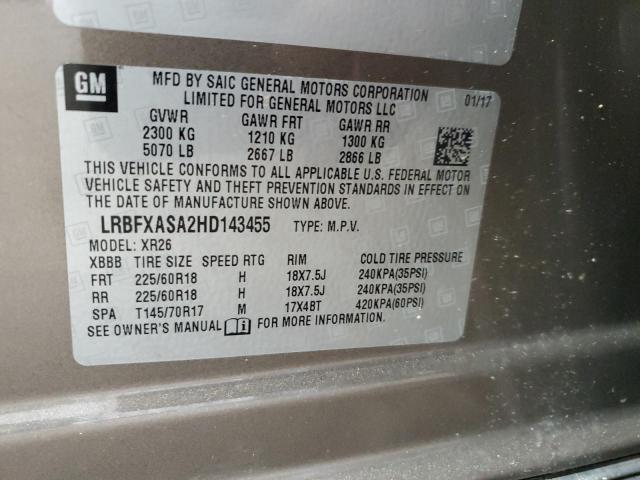 GM
MFD BY SAIC GENERAL MOTORS CORPORATION
LIMITED FOR GENERAL MOTORS LLC 01/17
GVWR GAWR FRT GAWR RR
2300 KG 1210 KG 1300 KG
5070 LB 2667 LB 2866 LB
THIS VEHICLE CONFORMS TO ALL APPLICABLE U.S. FEDERAL MOTOR
VEHICLE SAFETY AND THEFT PREVENTION STANDARDS IN EFFECT ON
THE DATE OF MANUFACTURE SHOWN ABOVE.
LRBFXASA2HD143455 TYPE: M.P.V.
MODEL: XR26
XBBB TIRE SIZE SPEED RTG RIM COLD TIRE PRESSURE
FRT 225/60R18 H 18X7.5J 240KPA(35PSI)
RR 225/60R18 H 18X7.5J 240KPA(35PSI)
SPA T145/70R17 M 17X4BT 420KPA(60PSI)
SEE OWNER'S MANUAL i FOR MORE INFORMATION.